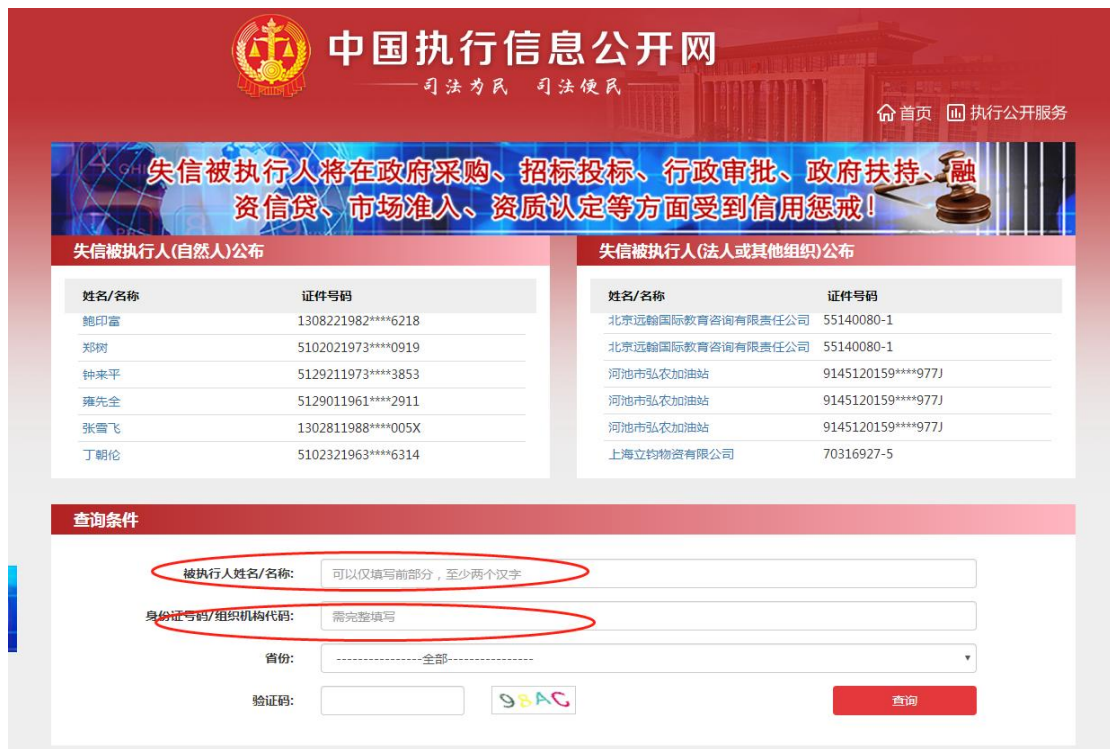 中国执行信息公开网
司法为民 司法便民
首页 执行公开服务
失信被执行人将在政府采购、招标投标、行政审批、政府扶持、融
资信贷、市场准入、资质认定等方面受到信用惩戒!
失信被执行人(自然人)公布
姓名/名称 证件号码
鲍印富 1308221982****6218
郑树 5102021973****0919
钟来平 5129211973****3853
雍先全 5129011961****2911
张雪飞 1302811988****005X
丁朝伦 5102321963****6314
失信被执行人(法人或其他组织)公布
姓名/名称 证件号码
北京远翰国际教育咨询有限责任公司 55140080-1
北京远翰国际教育咨询有限责任公司 55140080-1
河池市弘农加油站 9145120159****977J
河池市弘农加油站 9145120159****977J
河池市弘农加油站 9145120159****977J
上海立钧物资有限公司 70316927-5
查询条件
被执行人姓名/名称: 可以仅填写前部分,至少两个汉字
身份证号码/组织机构代码: 需完整填写
省份: ----------------全部----------------
验证码: 98AC 查询